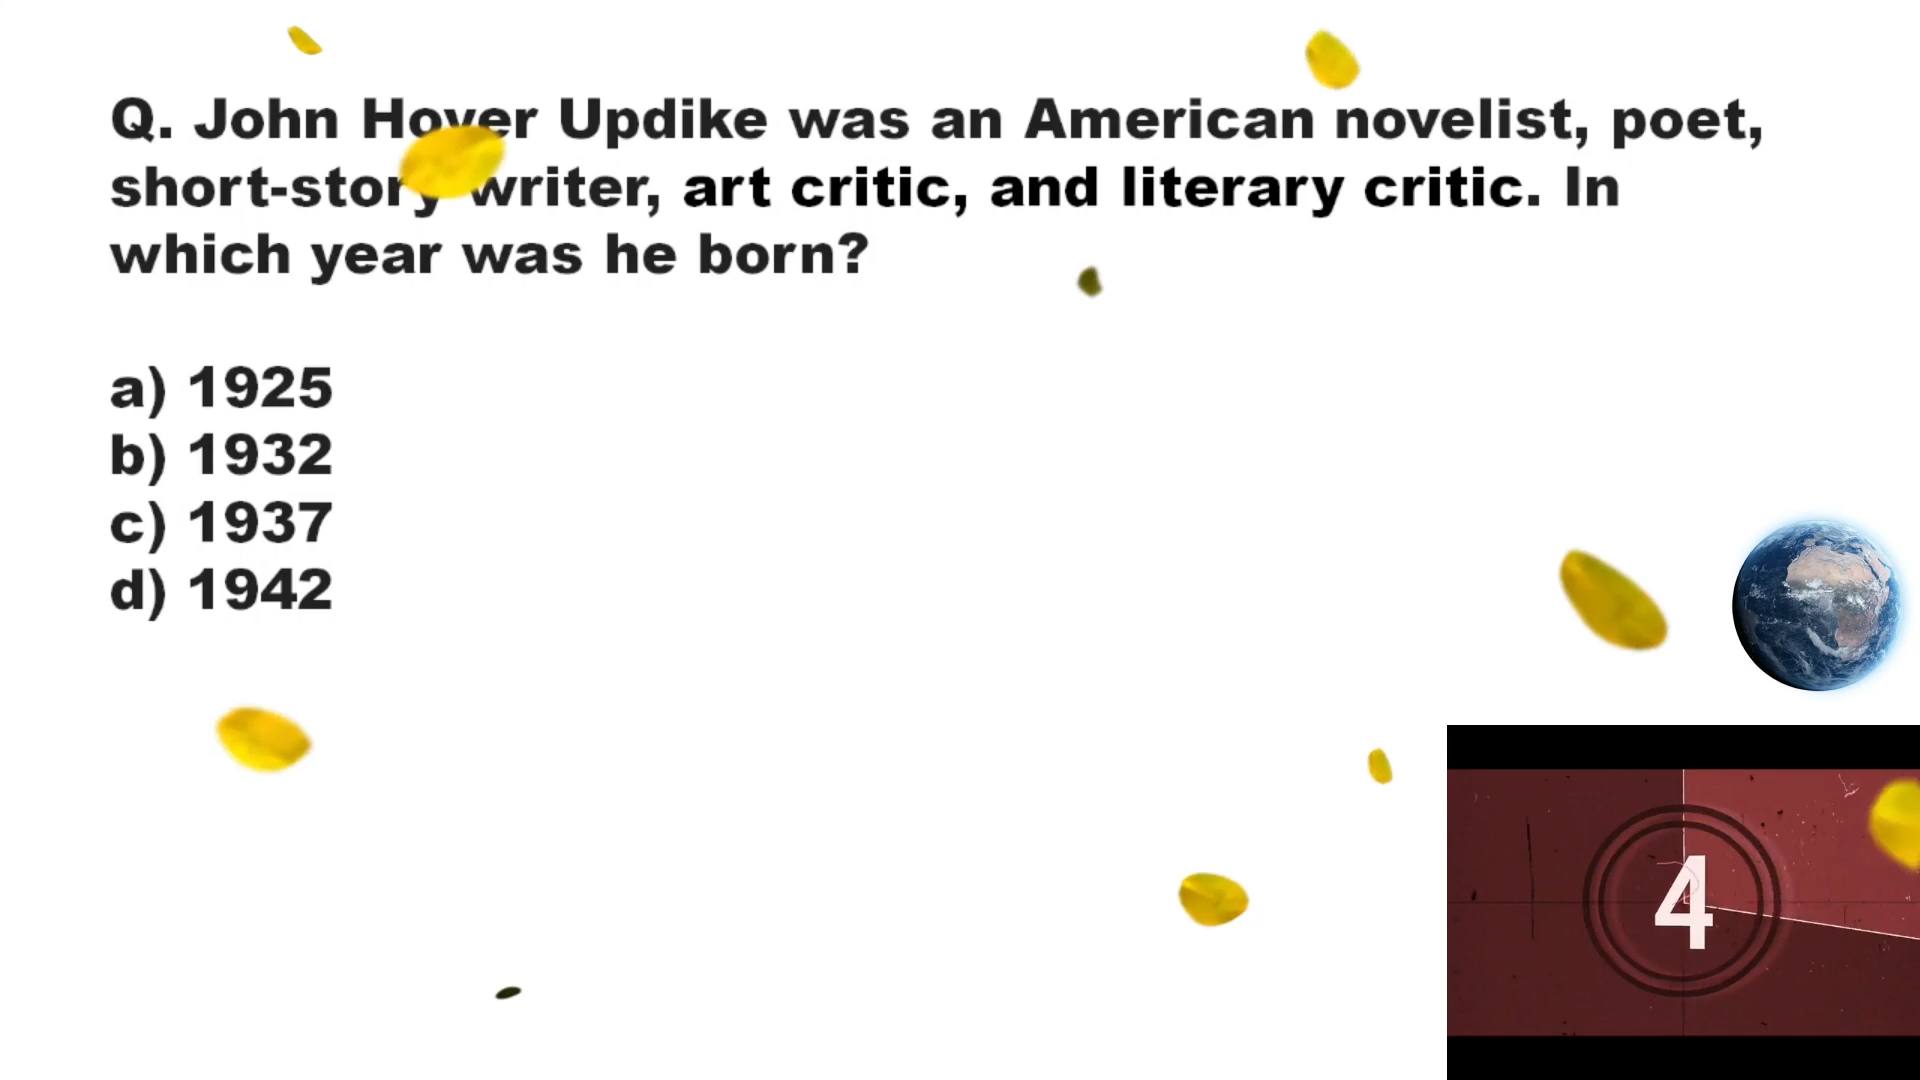 Q. John Hoyer Updike was an American novelist, poet,
short-story writer, art critic, and literary critic. In
which year was he born?
a) 1925
b) 1932
c) 1937
d) 1942
4